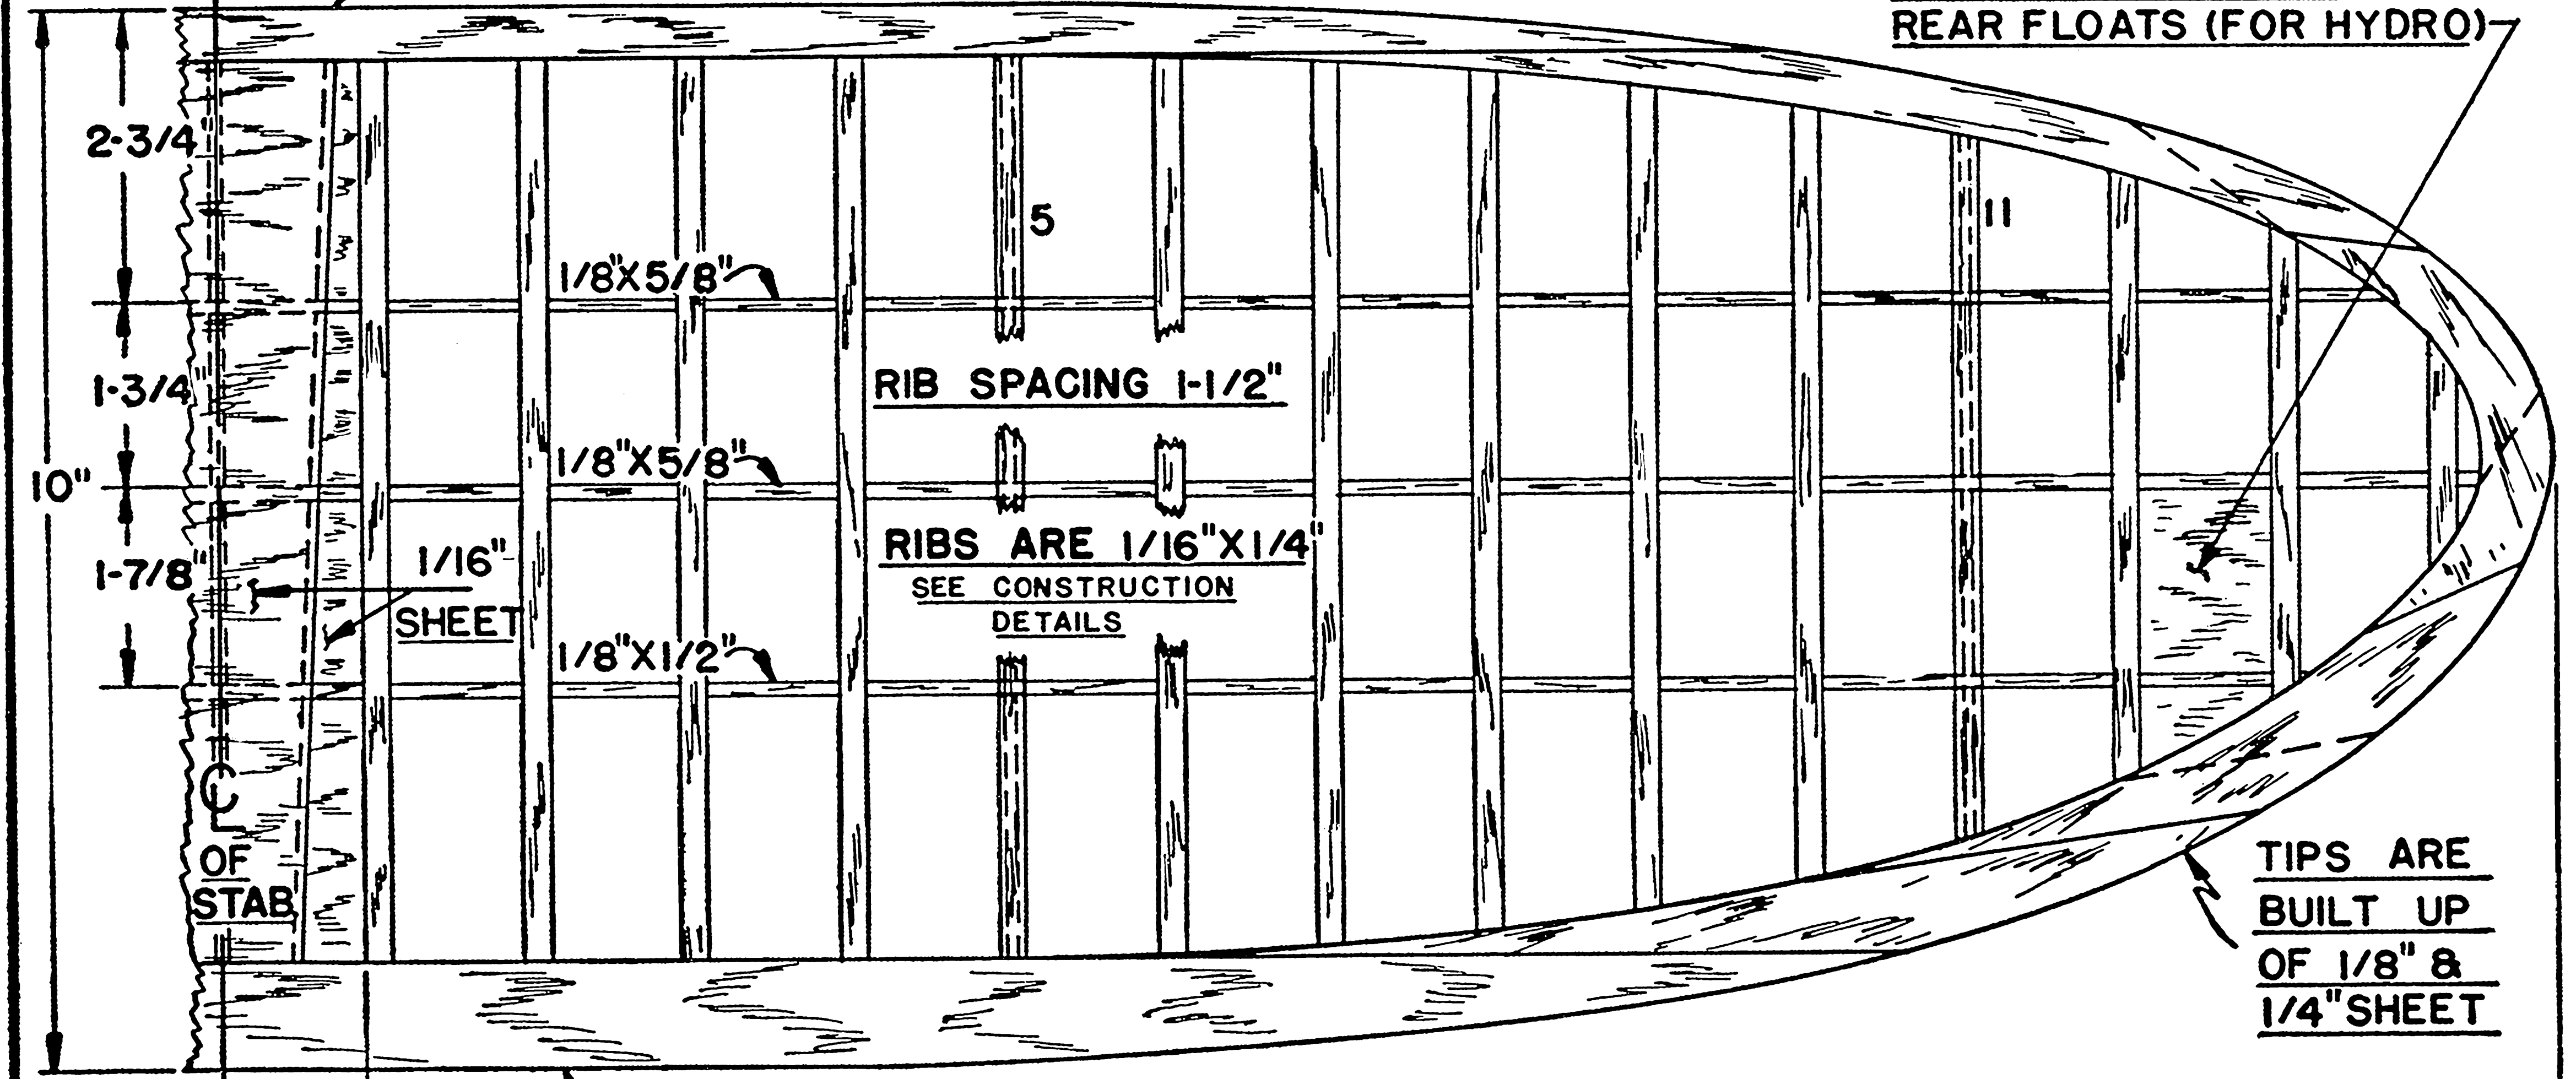 REAR FLOATS (FOR HYDRO)
2-3/4"
5
11
1/8"X5/8"
1-3/4"
RIB SPACING 1-1/2"
10"
1/8"X5/8"
1-7/8"
1/16"
SHEET
RIBS ARE 1/16"X1/4"
SEE CONSTRUCTION
DETAILS
1/8"X1/2"
CL
OF
STAB
TIPS ARE
BUILT UP
OF 1/8" &
1/4" SHEET